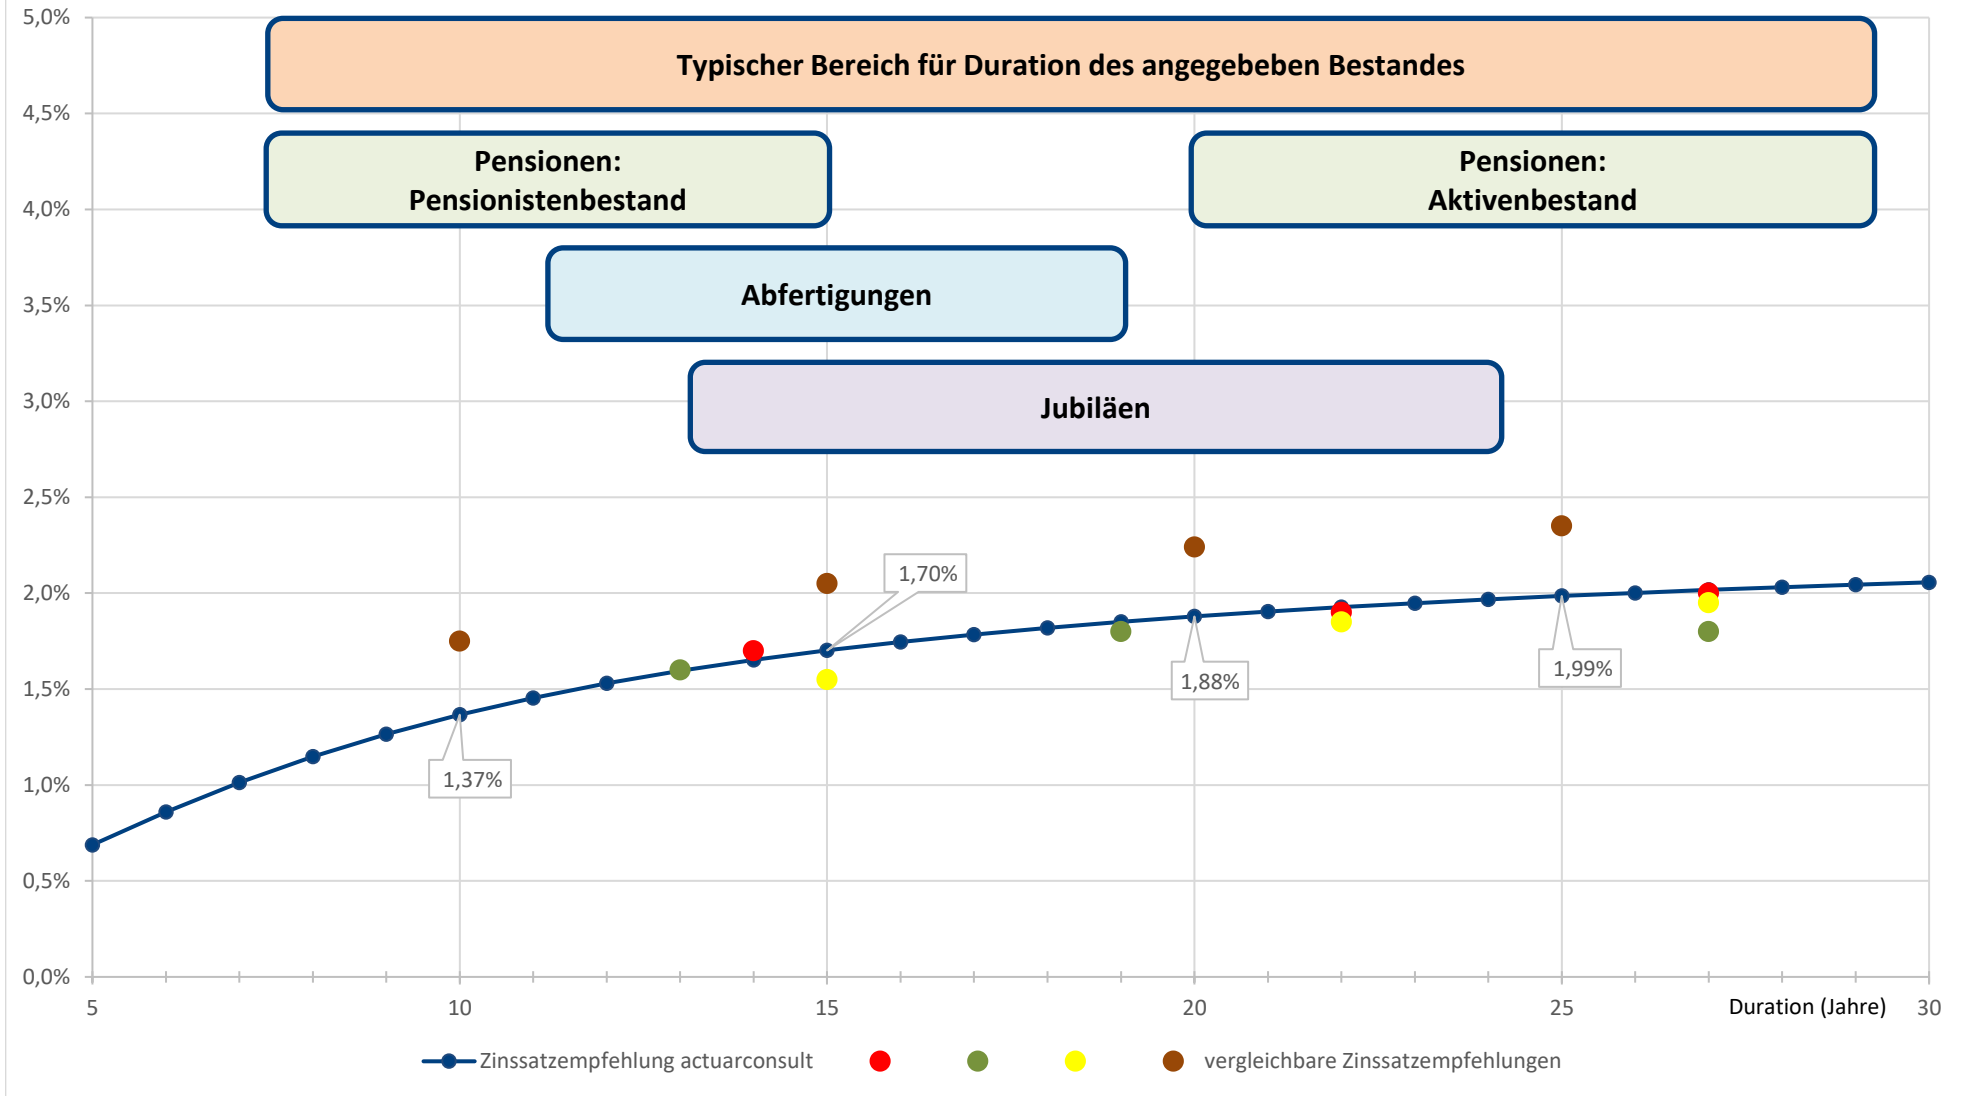 5,0%
Typischer Bereich für Duration des angegebeben Bestandes
4,5%
Pensionen:
Pensionistenbestand
Pensionen:
Aktivenbestand
4,0%
Abfertigungen
3,5%
Jubiläen
3,0%
2,5%
2,0%
1,5%
1,0%
0,5%
0,0%
1,70%
1,88%
1,99%
1,37%
5
10
15
20
25
Duration (Jahre)
30
Zinssatzempfehlung actuarconsult
vergleichbare Zinssatzempfehlungen